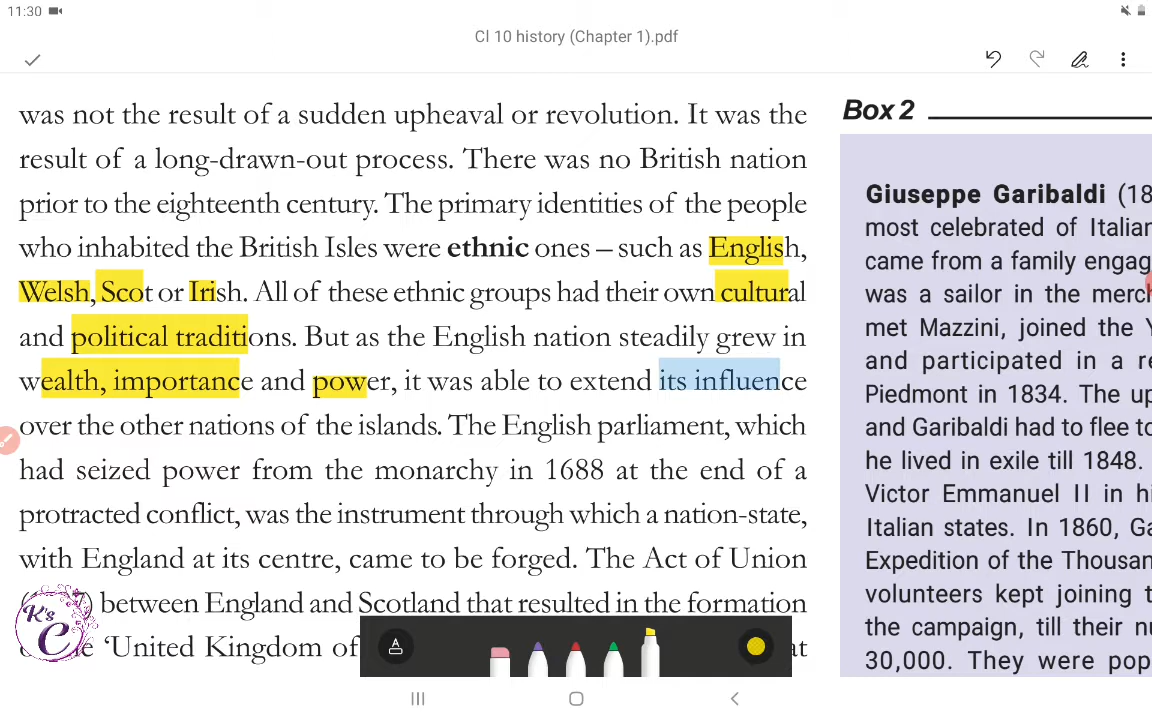 11:30
Cl 10 history (Chapter 1).pdf
was not the result of a sudden upheaval or revolution. It was the
result of a long-drawn-out process. There was no British nation
prior to the eighteenth century. The primary identities of the people
who inhabited the British Isles were ethnic ones – such as English,
Welsh, Scot or Irish. All of these ethnic groups had their own cultural
and political traditions. But as the English nation steadily grew in
wealth, importance and power, it was able to extend its influence
over the other nations of the islands. The English parliament, which
had seized power from the monarchy in 1688 at the end of a
protracted conflict, was the instrument through which a nation-state,
with England at its centre, came to be forged. The Act of Union
between England and Scotland that resulted in the formation
‘United Kingdom of
at
K's
C
Box 2
Giuseppe Garibaldi (18
most celebrated of Italian
came from a family engag
was a sailor in the merc
met Mazzini, joined the Y
and participated in a re
Piedmont in 1834. The up
and Garibaldi had to flee to
he lived in exile till 1848.
Victor Emmanuel II in hi
Italian states. In 1860, Ga
Expedition of the Thousan
volunteers kept joining t
the campaign, till their nu
30,000. They were pop